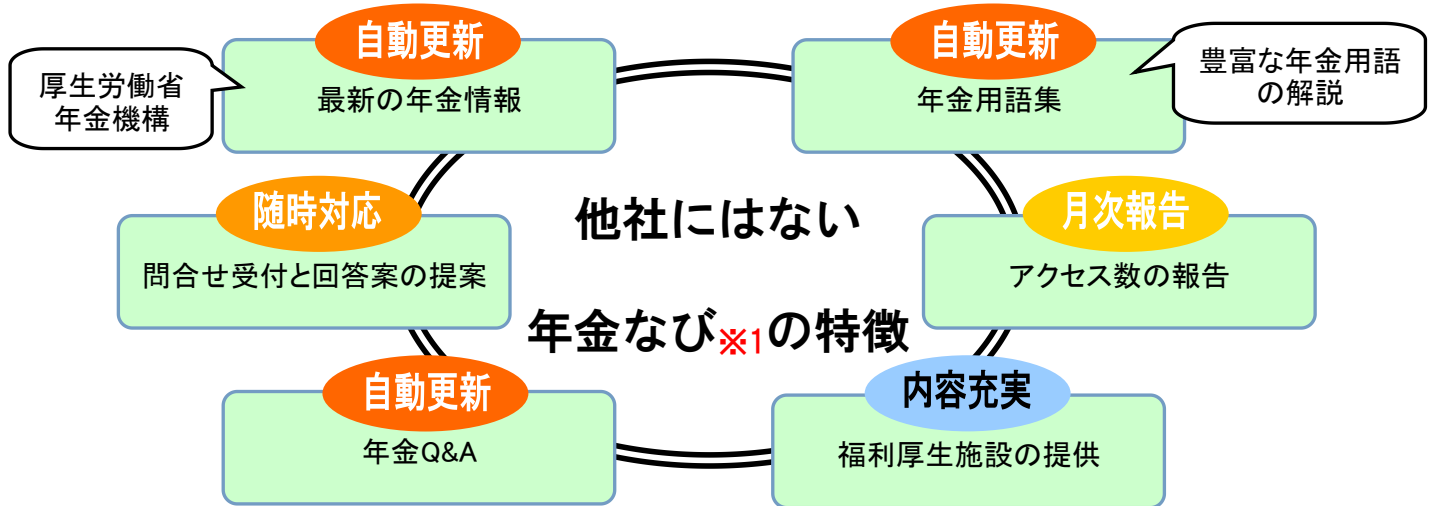 自動更新
最新の年金情報
厚生労働省
年金機構
自動更新
年金用語集
豊富な年金用語
の解説
随時対応
問合せ受付と回答案の提案
他社にはない
年金なび※1の特徴
月次報告
アクセス数の報告
自動更新
年金Q&A
内容充実
福利厚生施設の提供